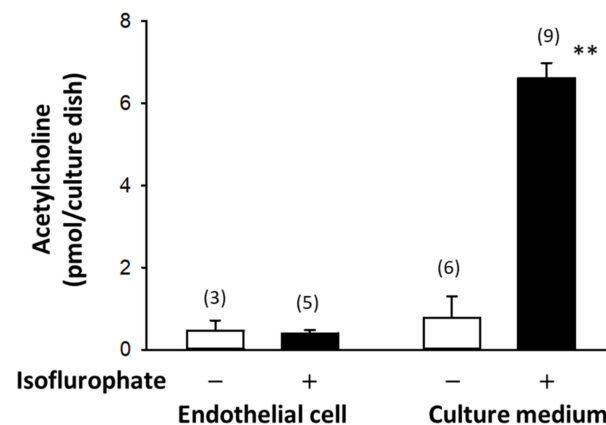 Acetylcholine
(pmol/culture dish)
8
6
4
2
0
(3)
(5)
(6)
(9)
**
Isoflurophate − + − +
Endothelial cell Culture medium